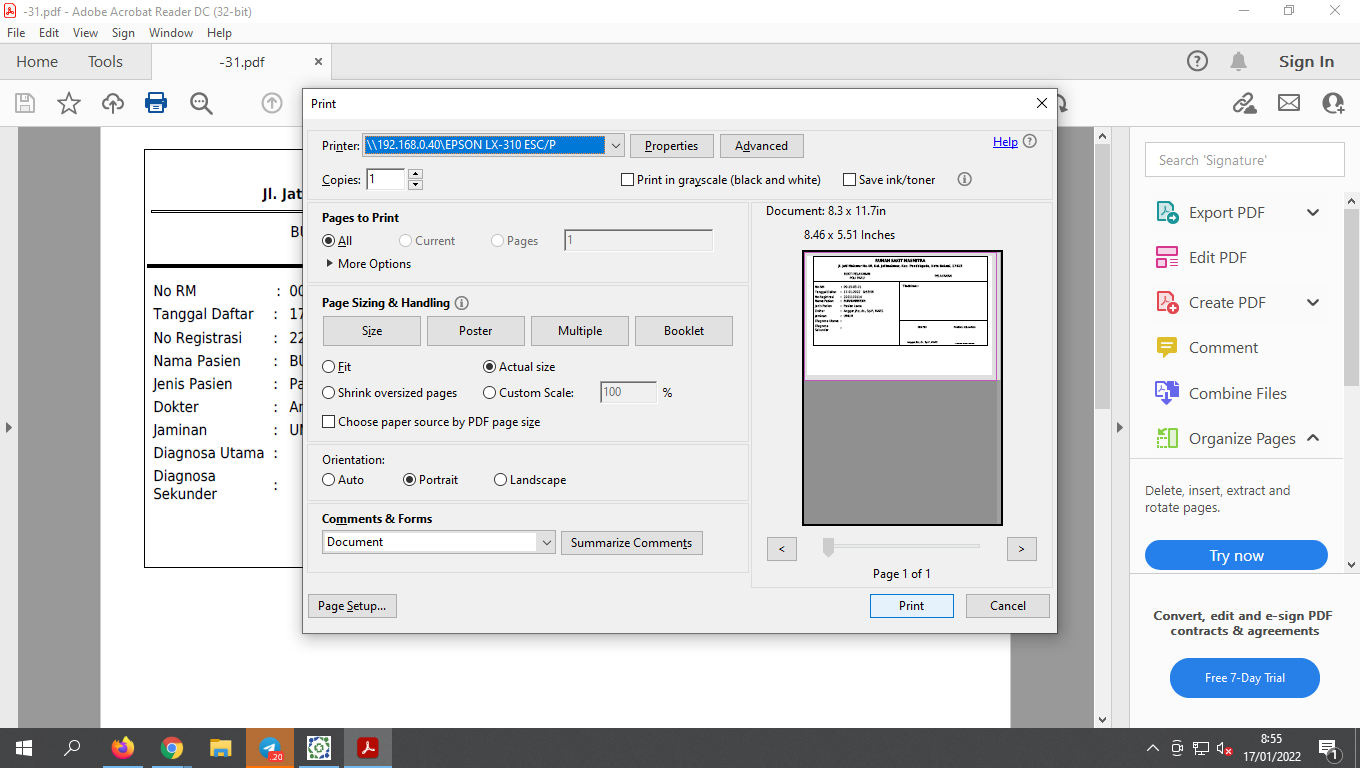 -31.pdf - Adobe Acrobat Reader DC (32-bit)
File Edit View Sign Window Help
Home Tools -31.pdf × Sign In
Print
Printer: \\192.168.0.40\EPSON LX-310 ESC/P Properties Advanced Help
Copies: 1 Print in grayscale (black and white) Save ink/toner
Pages to Print
All Current Pages 1
More Options
Page Sizing & Handling
Size Poster Multiple Booklet
Fit Actual size
Shrink oversized pages Custom Scale: 100 %
Choose paper source by PDF page size
Orientation:
Auto Portrait Landscape
Comments & Forms
Document Summarize Comments
Page Setup...
Document: 8.3 x 11.7in
8.46 x 5.51 Inches
RUMAH SAKIT MASMITRA
< >
Page 1 of 1
Print Cancel
Jl. Jat
BU
No RM : 00
Tanggal Daftar : 17
No Registrasi : 22
Nama Pasien : BU
Jenis Pasien : Pa
Dokter : An
Jaminan : UM
Diagnosa Utama :
Diagnosa
Sekunder :
Search 'Signature'
Export PDF
Edit PDF
Create PDF
Comment
Combine Files
Organize Pages
Delete, insert, extract and
rotate pages.
Try now
Convert, edit and e-sign PDF
contracts & agreements
Free 7-Day Trial
.20
8:55
17/01/2022
1